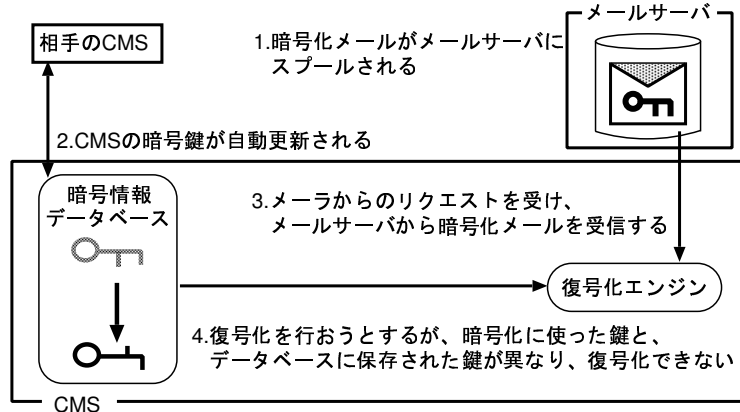 メールサーバ
相手のCMS
1.暗号化メールがメールサーバに
スプールされる
2.CMSの暗号鍵が自動更新される
暗号情報
データベース
3.メーラからのリクエストを受け、
メールサーバから暗号化メールを受信する
復号化エンジン
4.復号化を行おうとするが、暗号化に使った鍵と、
データベースに保存された鍵が異なり、復号化できない
CMS